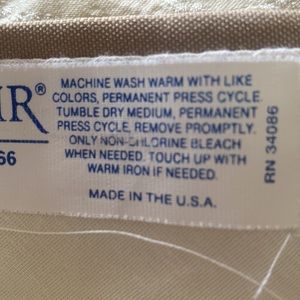 MACHINE WASH WARM WITH LIKE
COLORS, PERMANENT PRESS CYCLE.
TUMBLE DRY MEDIUM, PERMANENT
PRESS CYCLE, REMOVE PROMPTLY.
ONLY NON-CHLORINE BLEACH
WHEN NEEDED. TOUCH UP WITH
WARM IRON IF NEEDED.
MADE IN THE U.S.A.
RN 34086